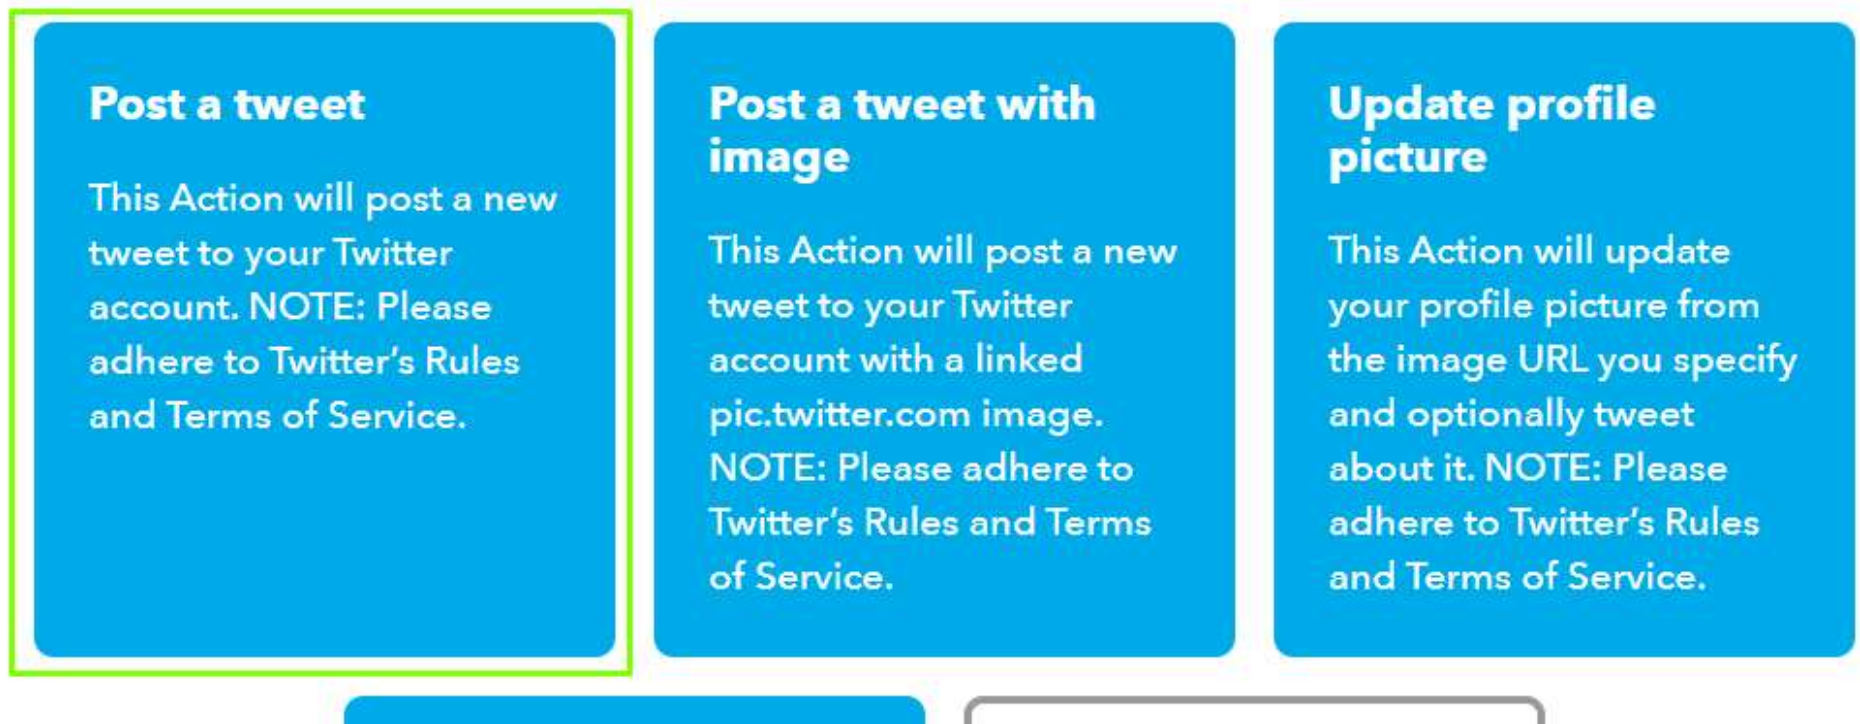 Post a tweet
This Action will post a new
tweet to your Twitter
account. NOTE: Please
adhere to Twitter's Rules
and Terms of Service.
Post a tweet with
image
This Action will post a new
tweet to your Twitter
account with a linked
pic.twitter.com image.
NOTE: Please adhere to
Twitter's Rules and Terms
of Service.
Update profile
picture
This Action will update
your profile picture from
the image URL you specify
and optionally tweet
about it. NOTE: Please
adhere to Twitter's Rules
and Terms of Service.